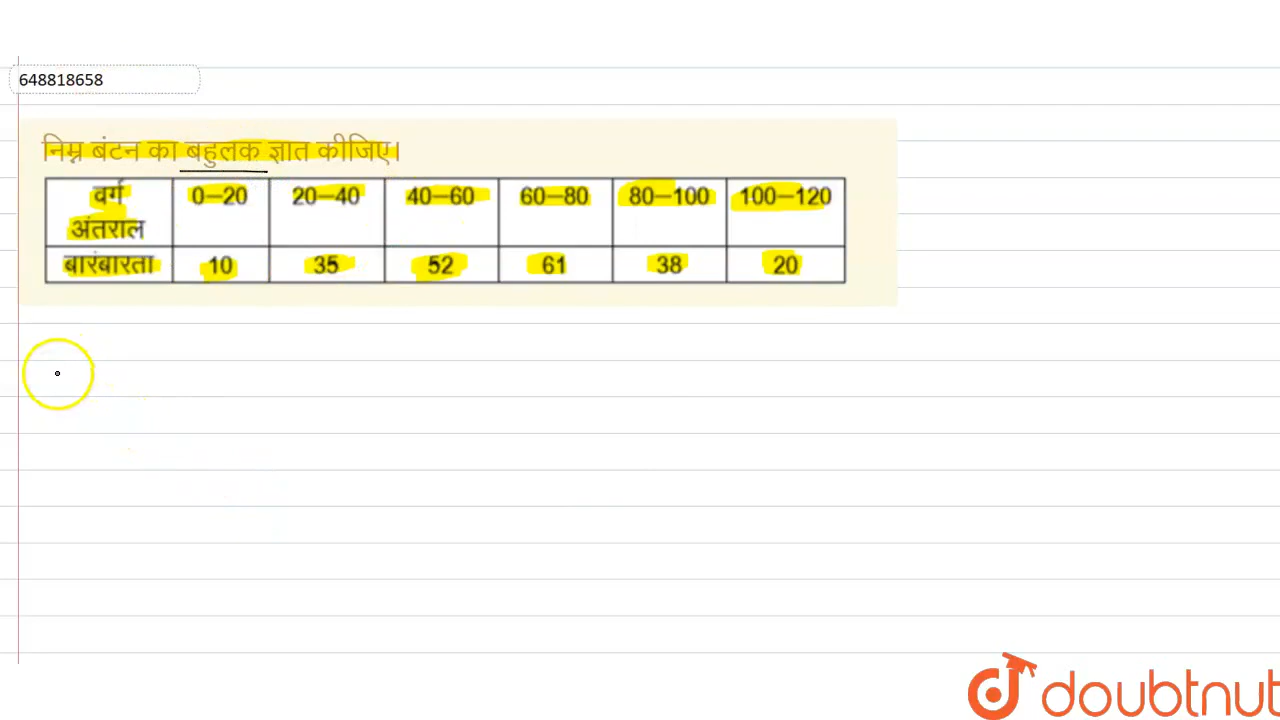 648818658
निम्न बंटन का बहुलक ज्ञात कीजिए।
वर्ग अंतराल 0–20 20–40 40–60 60–80 80–100 100–120
बारंबारता 10 35 52 61 38 20
doubtnut